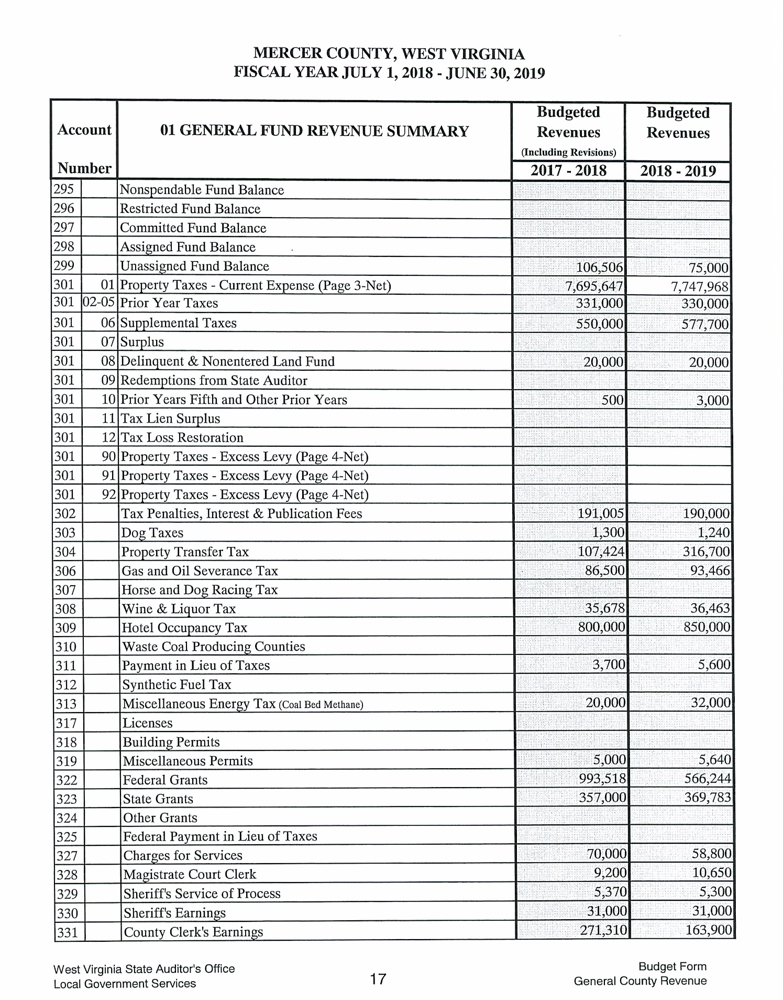 MERCER COUNTY, WEST VIRGINIA
FISCAL YEAR JULY 1, 2018 - JUNE 30, 2019
Account Number 01 GENERAL FUND REVENUE SUMMARY Budgeted Revenues (Including Revisions) 2017 - 2018 Budgeted Revenues 2018 - 2019
295 Nonspendable Fund Balance
296 Restricted Fund Balance
297 Committed Fund Balance
298 Assigned Fund Balance
299 Unassigned Fund Balance 106,506 75,000
301 01 Property Taxes - Current Expense (Page 3-Net) 7,695,647 7,747,968
301 02-05 Prior Year Taxes 331,000 330,000
301 06 Supplemental Taxes 550,000 577,700
301 07 Surplus
301 08 Delinquent & Nonentered Land Fund 20,000 20,000
301 09 Redemptions from State Auditor
301 10 Prior Years Fifth and Other Prior Years 500 3,000
301 11 Tax Lien Surplus
301 12 Tax Loss Restoration
301 90 Property Taxes - Excess Levy (Page 4-Net)
301 91 Property Taxes - Excess Levy (Page 4-Net)
301 92 Property Taxes - Excess Levy (Page 4-Net)
302 Tax Penalties, Interest & Publication Fees 191,005 190,000
303 Dog Taxes 1,300 1,240
304 Property Transfer Tax 107,424 316,700
306 Gas and Oil Severance Tax 86,500 93,466
307 Horse and Dog Racing Tax
308 Wine & Liquor Tax 35,678 36,463
309 Hotel Occupancy Tax 800,000 850,000
310 Waste Coal Producing Counties
311 Payment in Lieu of Taxes 3,700 5,600
312 Synthetic Fuel Tax
313 Miscellaneous Energy Tax (Coal Bed Methane) 20,000 32,000
317 Licenses
318 Building Permits
319 Miscellaneous Permits 5,000 5,640
322 Federal Grants 993,518 566,244
323 State Grants 357,000 369,783
324 Other Grants
325 Federal Payment in Lieu of Taxes
327 Charges for Services 70,000 58,800
328 Magistrate Court Clerk 9,200 10,650
329 Sheriff's Service of Process 5,370 5,300
330 Sheriff's Earnings 31,000 31,000
331 County Clerk's Earnings 271,310 163,900
West Virginia State Auditor's Office
Local Government Services
17
Budget Form
General County Revenue